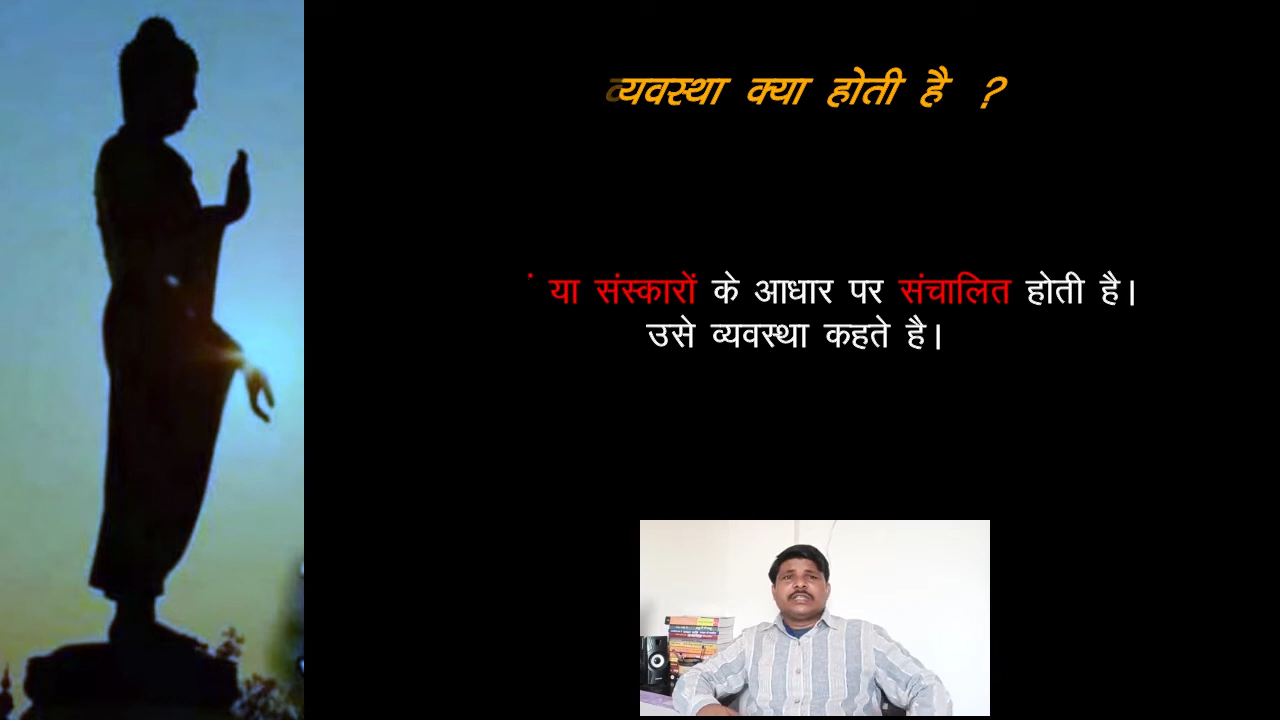 व्यवस्था क्या होती है ?
या संस्कारों के आधार पर संचालित होती है।
उसे व्यवस्था कहते है।